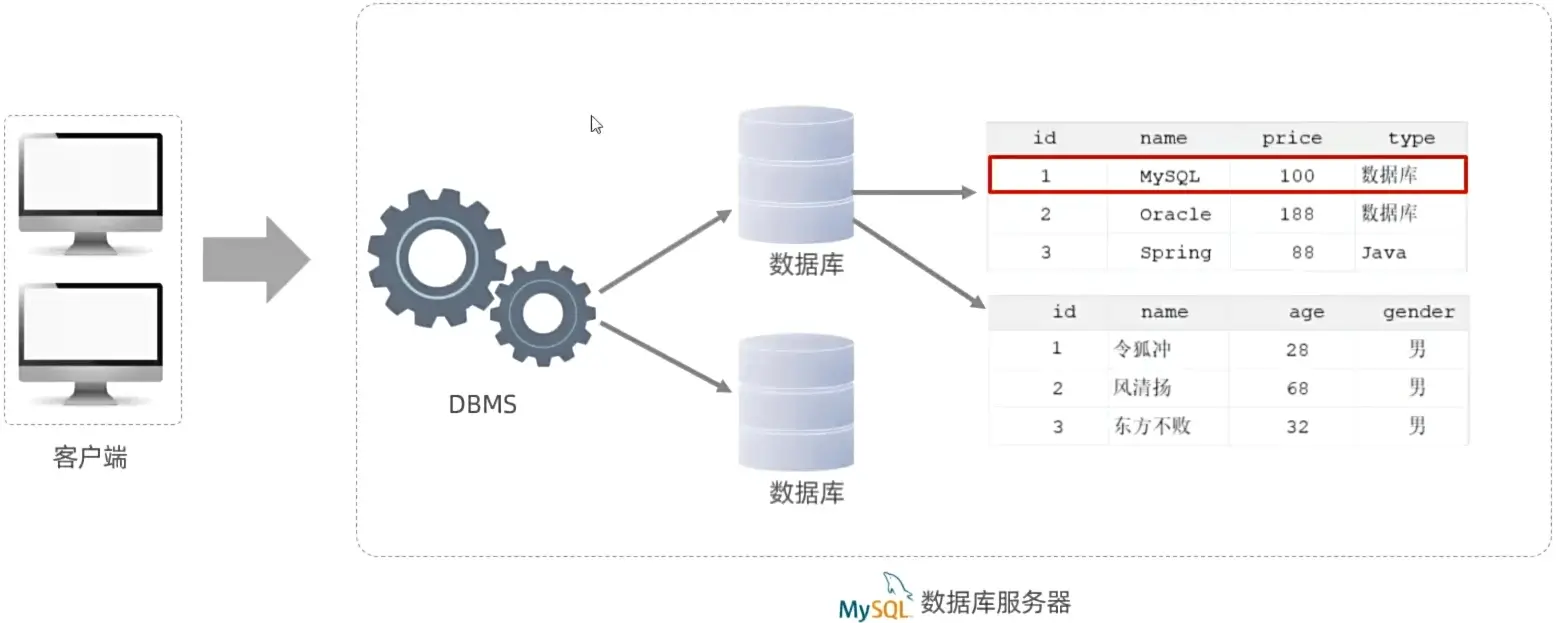 客户端
DBMS
数据库
数据库
id name price type
1 MySQL 100 数据库
2 Oracle 188 数据库
3 Spring 88 Java
id name age gender
1 令狐冲 28 男
2 风清扬 68 男
3 东方不败 32 男
MySQL 数据库服务器